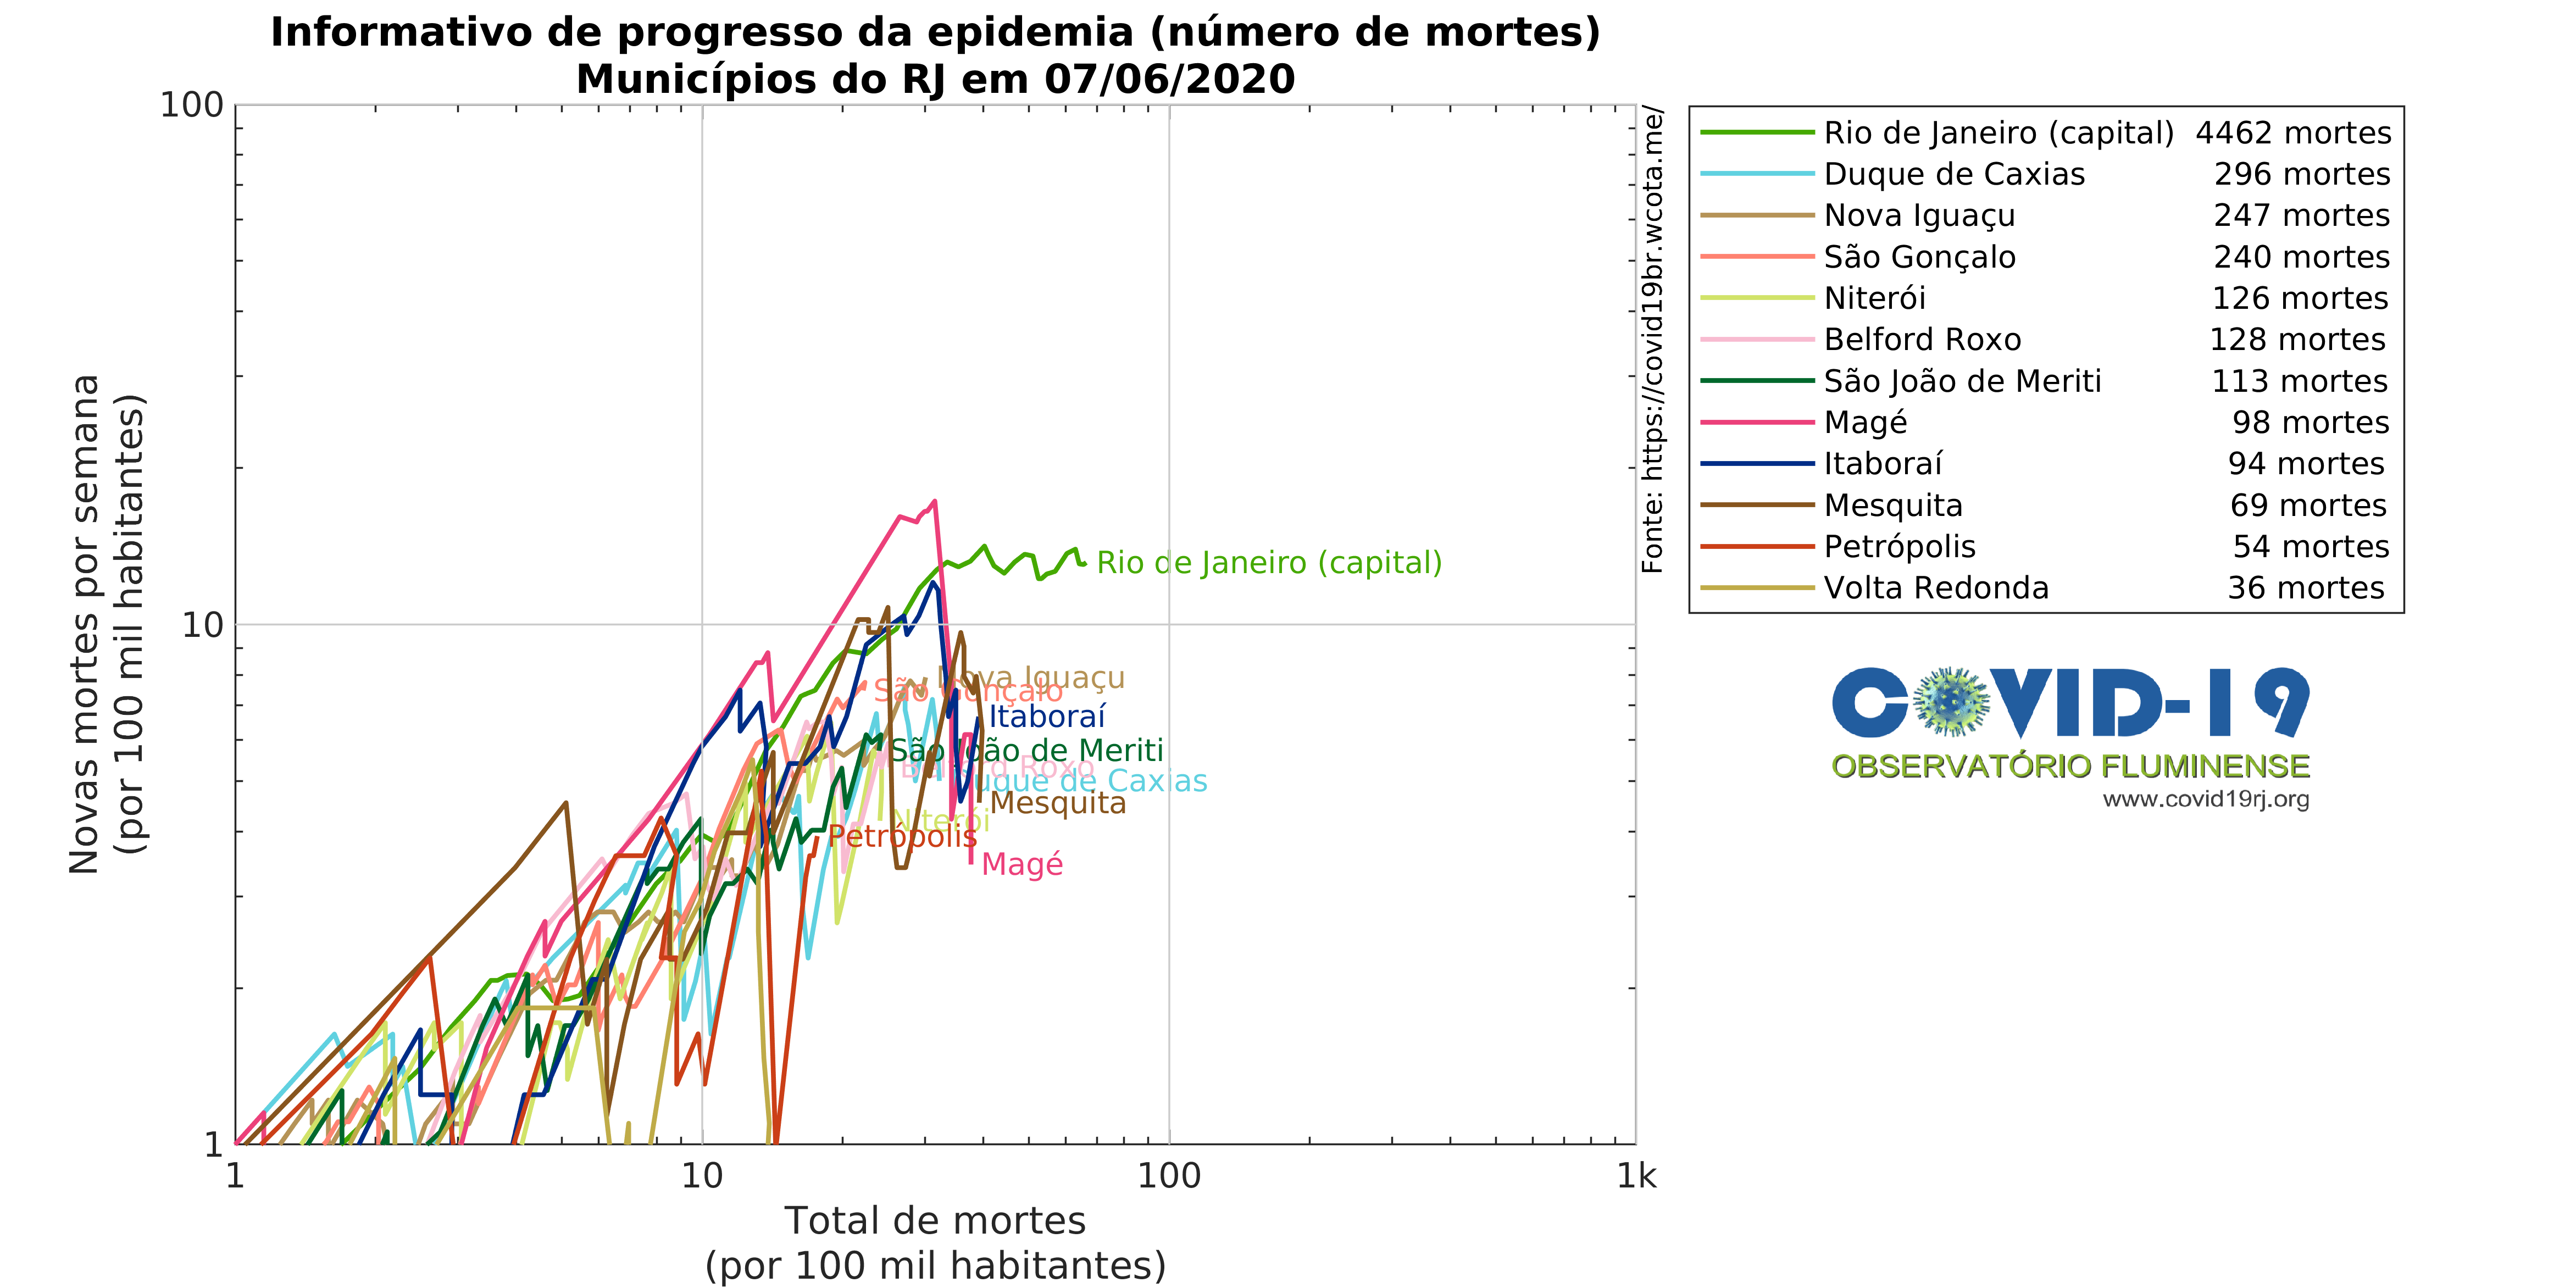 Informativo de progresso da epidemia (número de mortes)
Municípios do RJ em 07/06/2020
100
10
1
1
10
100
1k
Novas mortes por semana
(por 100 mil habitantes)
Total de mortes
(por 100 mil habitantes)
Rio de Janeiro (capital)
Nova Iguaçu
São Gonçalo
Itaboraí
São João de Meriti
Belford Roxo
Duque de Caxias
Mesquita
Niterói
Petrópolis
Magé
Fonte: https://covid19br.wcota.me/
Rio de Janeiro (capital) 4462 mortes
Duque de Caxias 296 mortes
Nova Iguaçu 247 mortes
São Gonçalo 240 mortes
Niterói 126 mortes
Belford Roxo 128 mortes
São João de Meriti 113 mortes
Magé 98 mortes
Itaboraí 94 mortes
Mesquita 69 mortes
Petrópolis 54 mortes
Volta Redonda 36 mortes
COVID-19
OBSERVATÓRIO FLUMINENSE
www.covid19rj.org